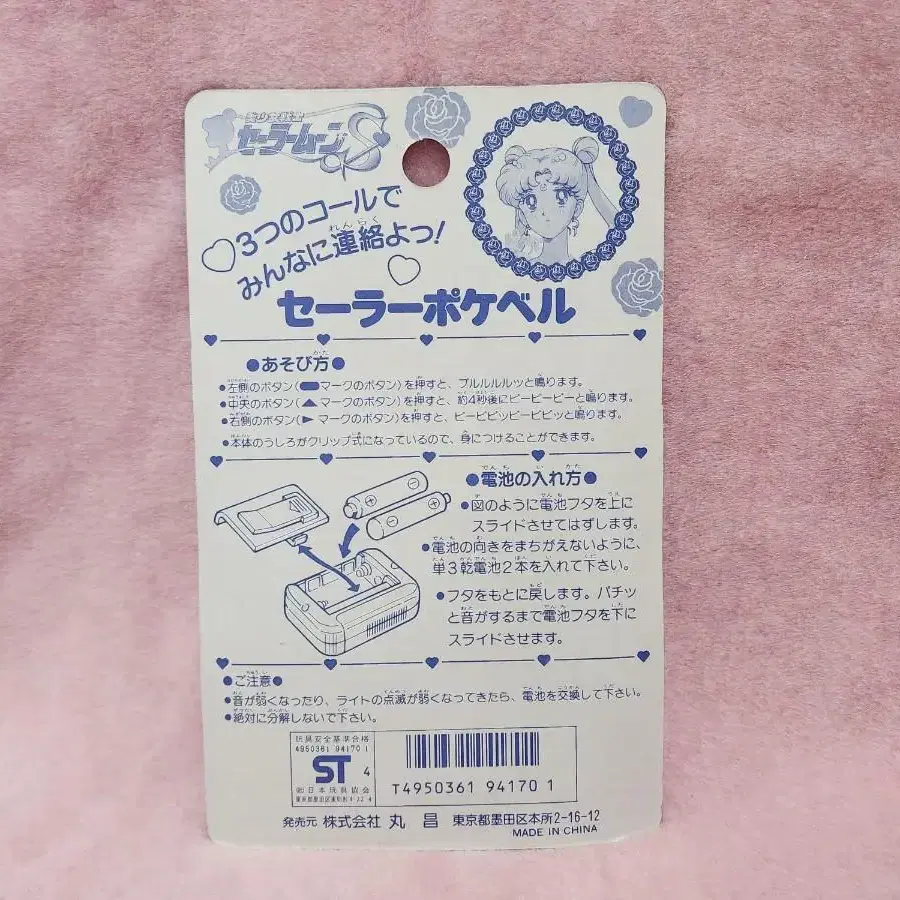 美少女戦士
セーラームーンS
3つのコールで
みんなに連絡よっ!
れんらく
セーラーポケベル
●あそび方●
●左側のボタン(マークのボタン)を押すと、プルルルルッと鳴ります。
●中央のボタン(▲マークのボタン)を押すと、約4秒後にピーピーピーと鳴ります。
●右側のボタン(▶マークのボタン)を押すと、ピーピピッピーピピッと鳴ります。
●本体のうしろがクリップ式になっているので、身につけることができます。
●電池の入れ方●
●図のように電池フタを上に
スライドさせてはずします。
●電池の向きをまちがえないように、
単3乾電池2本を入れて下さい。
●フタをもとに戻します。パチッ
と音がするまで電池フタを下に
スライドさせます。
●ご注意●
●音が弱くなったり、ライトの点滅が弱くなってきたら、電池を交換して下さい。
●絶対に分解しないで下さい。
玩具安全基準合格
4950361 94170 1
ST 4
㈳日本玩具協会
T4950361 94170 1
発売元 株式会社 丸昌 東京都墨田区本所2-16-12
MADE IN CHINA